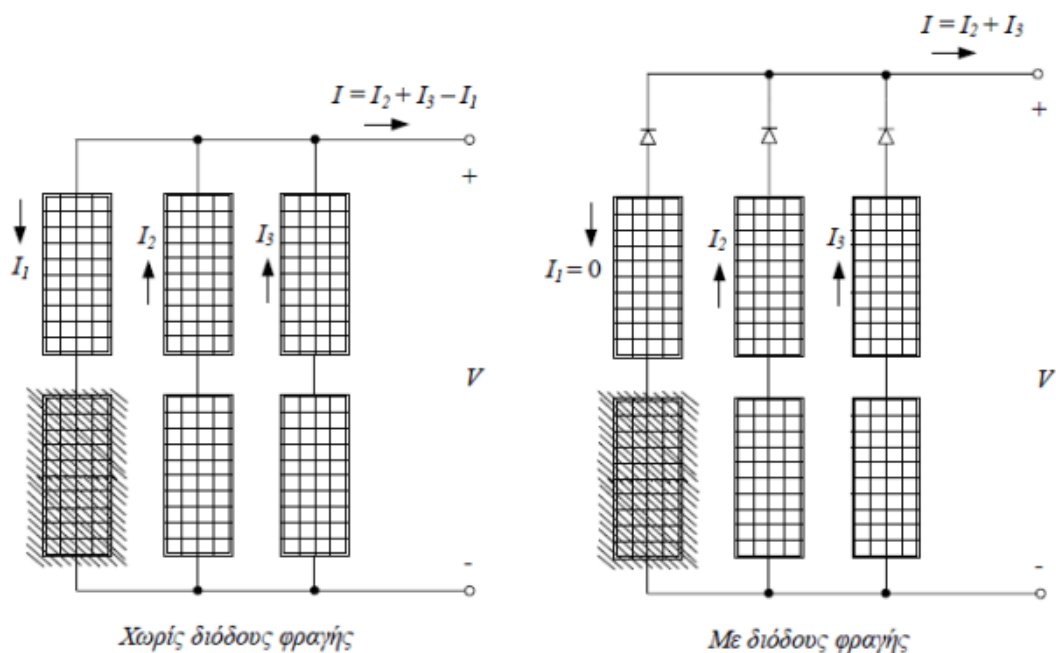 I = I₂ + I₃ – I₁
+
I₁
I₂
I₃
V
-
Χωρίς διόδους φραγής
I = I₂ + I₃
+
I₁ = 0
I₂
I₃
V
-
Με διόδους φραγής